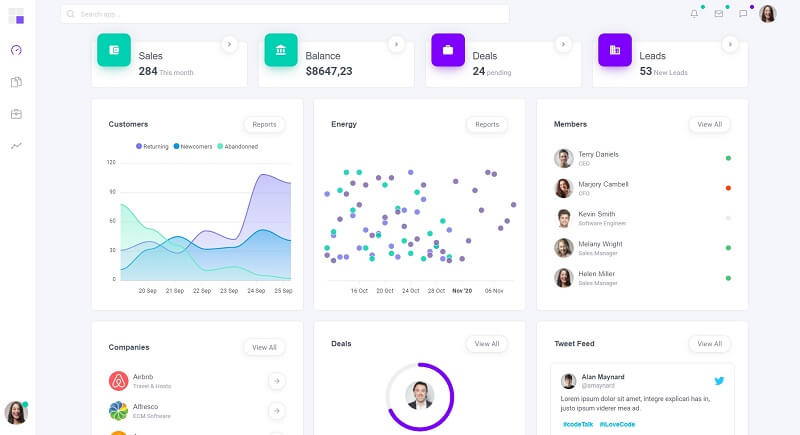 Search app...
Sales
284 This month
Balance
$8647,23
Deals
24 pending
Leads
53 New Leads
Customers
Reports
Returning Newcomers Abandonned
120
90
60
30
0
20 Sep 21 Sep 22 Sep 23 Sep 24 Sep 25 Sep
Energy
Reports
16 Oct 20 Oct 24 Oct 28 Oct Nov '20 06 Nov
Members
View All
Terry Daniels
CEO
Marjory Cambell
CFO
Kevin Smith
Software Engineer
Melany Wright
Sales Manager
Helen Miller
Sales Manager
Companies
View All
Airbnb
Travel & Hosts
Alfresco
ECM Software
Deals
View All
Tweet Feed
View All
Alan Maynard
@amaynard
Lorem ipsum dolor sit amet, integre explicari has in,
justo ipsum viderer mea ad.
#codeTalk #iLoveCode